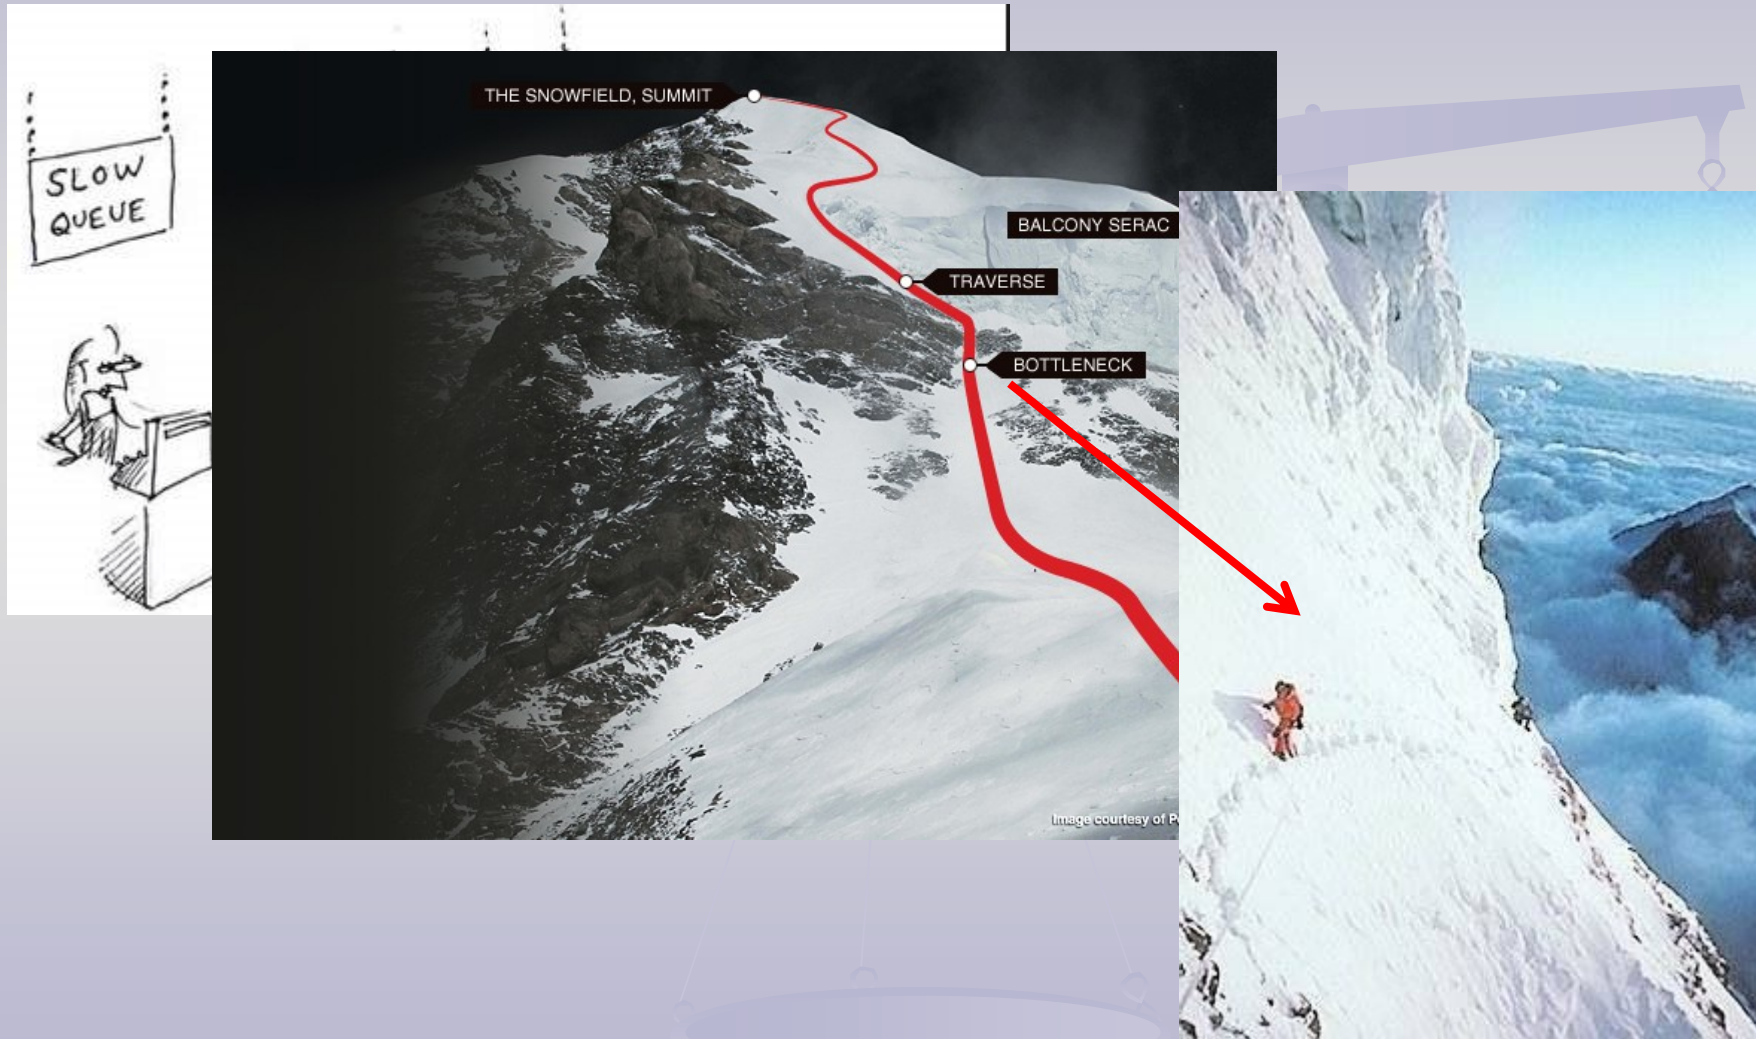 SLOW
QUEUE
THE SNOWFIELD, SUMMIT
BALCONY SERAC
TRAVERSE
BOTTLENECK
Image courtesy of